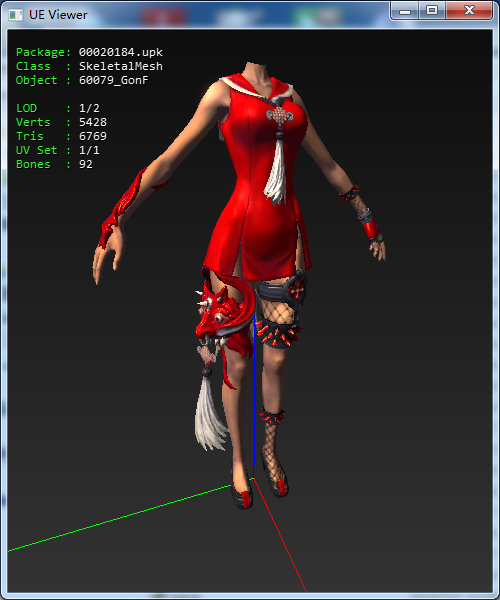 UE Viewer
Package: 00020184.upk
Class : SkeletalMesh
Object : 60079_GonF
LOD : 1/2
Verts : 5428
Tris : 6769
UV Set : 1/1
Bones : 92